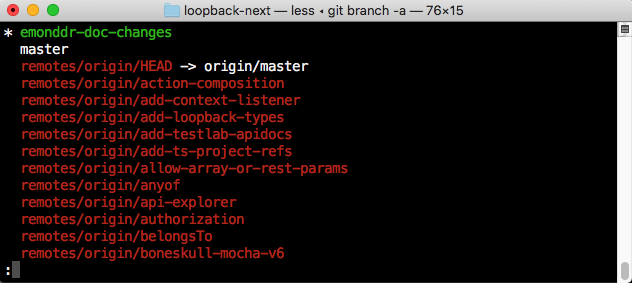 loopback-next — less ◂ git branch -a — 76×15
* emonddr-doc-changes
master
remotes/origin/HEAD -> origin/master
remotes/origin/action-composition
remotes/origin/add-context-listener
remotes/origin/add-loopback-types
remotes/origin/add-testlab-apidocs
remotes/origin/add-ts-project-refs
remotes/origin/allow-array-or-rest-params
remotes/origin/anyof
remotes/origin/api-explorer
remotes/origin/authorization
remotes/origin/belongsTo
remotes/origin/boneskull-mocha-v6
: